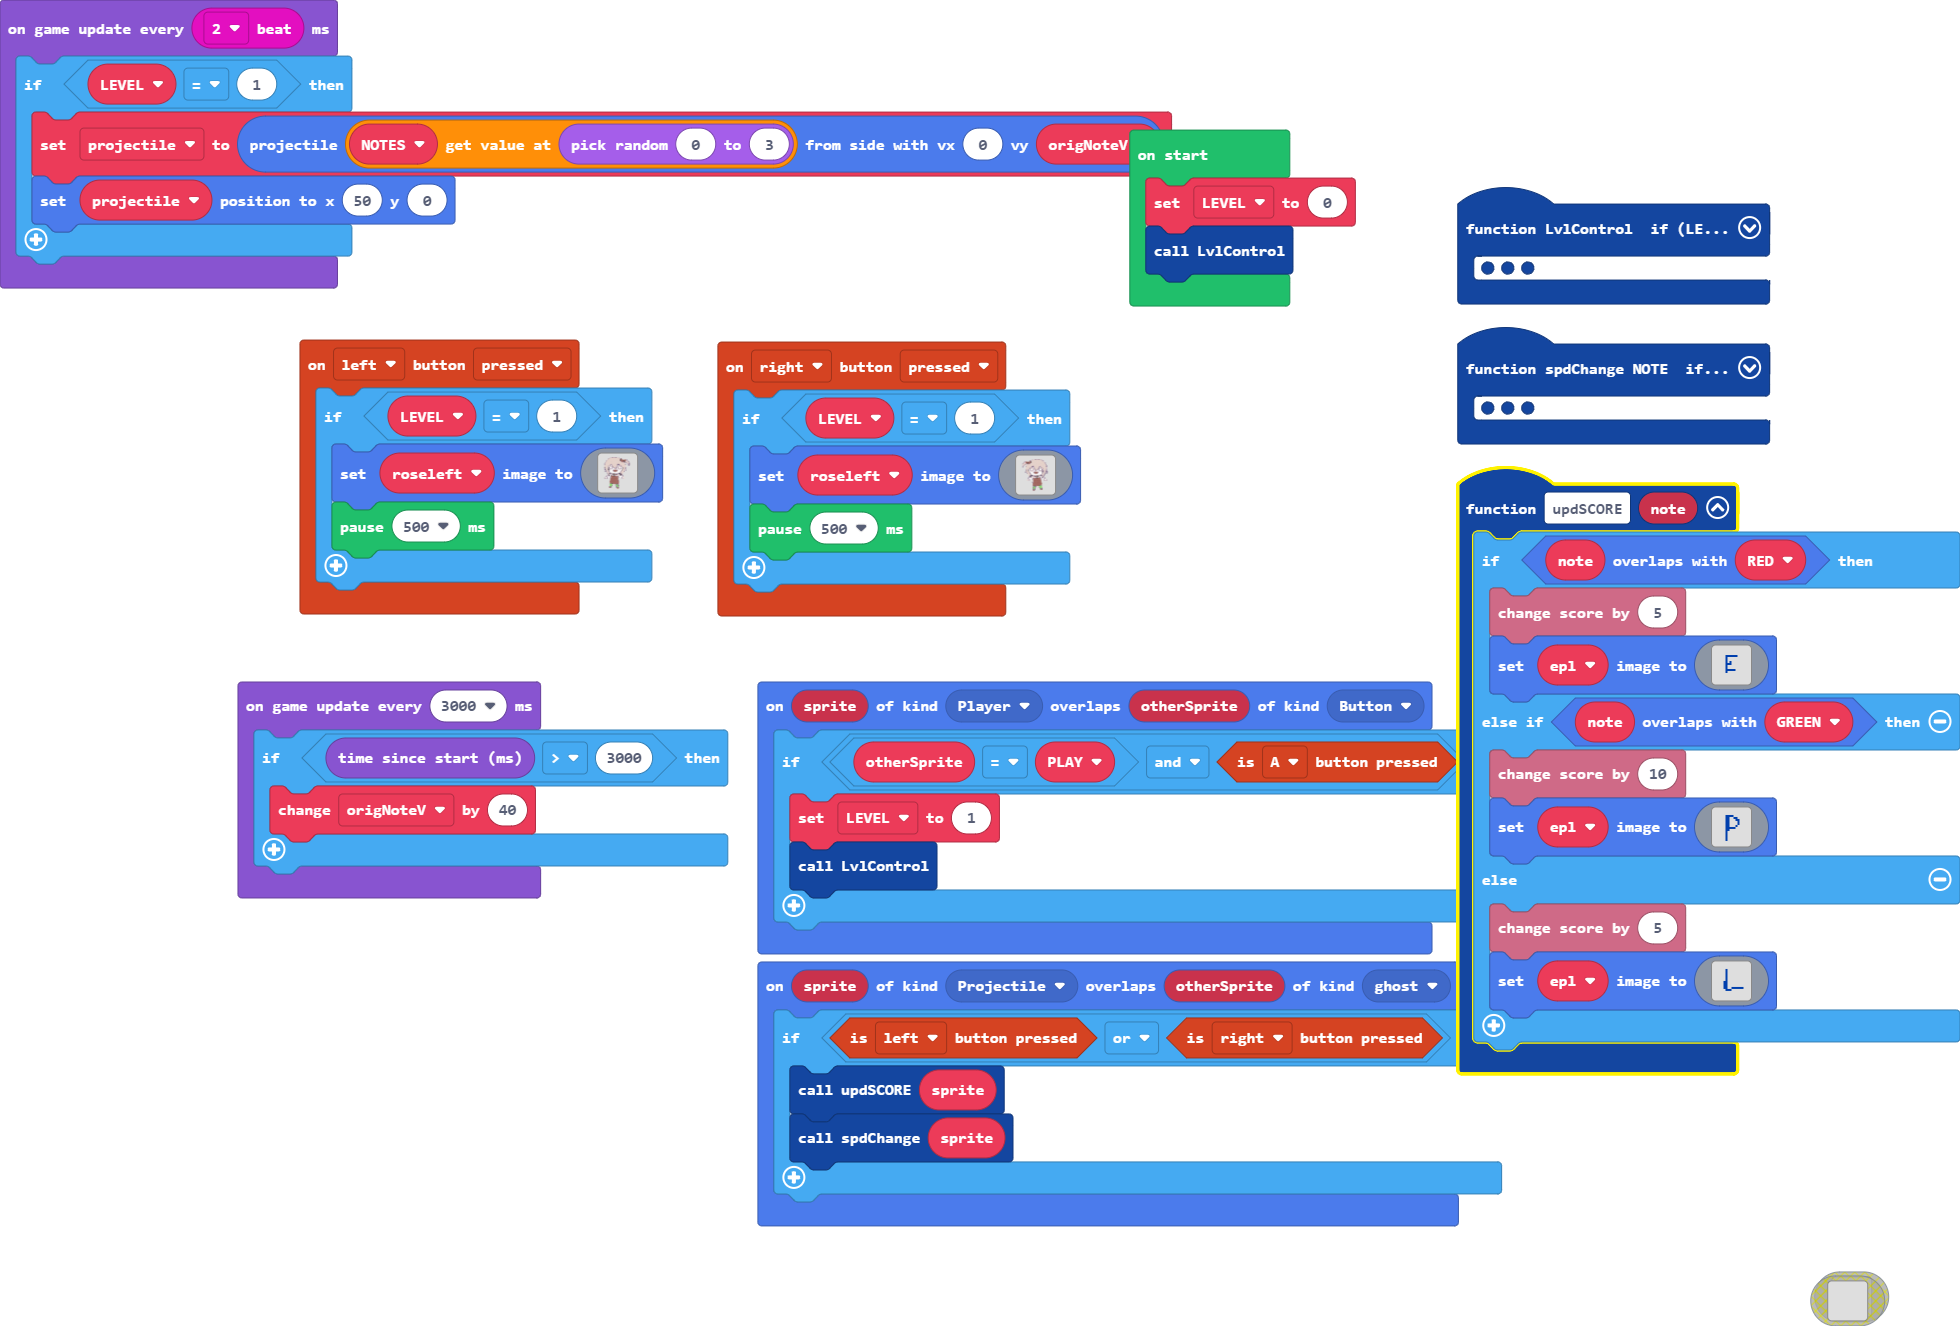 on game update every 2 beat ms
if LEVEL = 1 then
set projectile to projectile NOTES get value at pick random 0 to 3 from side with vx 0 vy origNoteV
set projectile position to x 50 y 0
on start
set LEVEL to 0
call LvlControl
function LvlControl if (LE...
function spdChange NOTE if...
on left button pressed
if LEVEL = 1 then
set roseleft image to
pause 500 ms
on right button pressed
if LEVEL = 1 then
set roseleft image to
pause 500 ms
function updSCORE note
if note overlaps with RED then
change score by 5
set epl image to E
else if note overlaps with GREEN then
change score by 10
set epl image to P
else
change score by 5
set epl image to L
on game update every 3000 ms
if time since start (ms) > 3000 then
change origNoteV by 40
on sprite of kind Player overlaps otherSprite of kind Button
if otherSprite = PLAY and is A button pressed
set LEVEL to 1
call LvlControl
on sprite of kind Projectile overlaps otherSprite of kind ghost
if is left button pressed or is right button pressed
call updSCORE sprite
call spdChange sprite